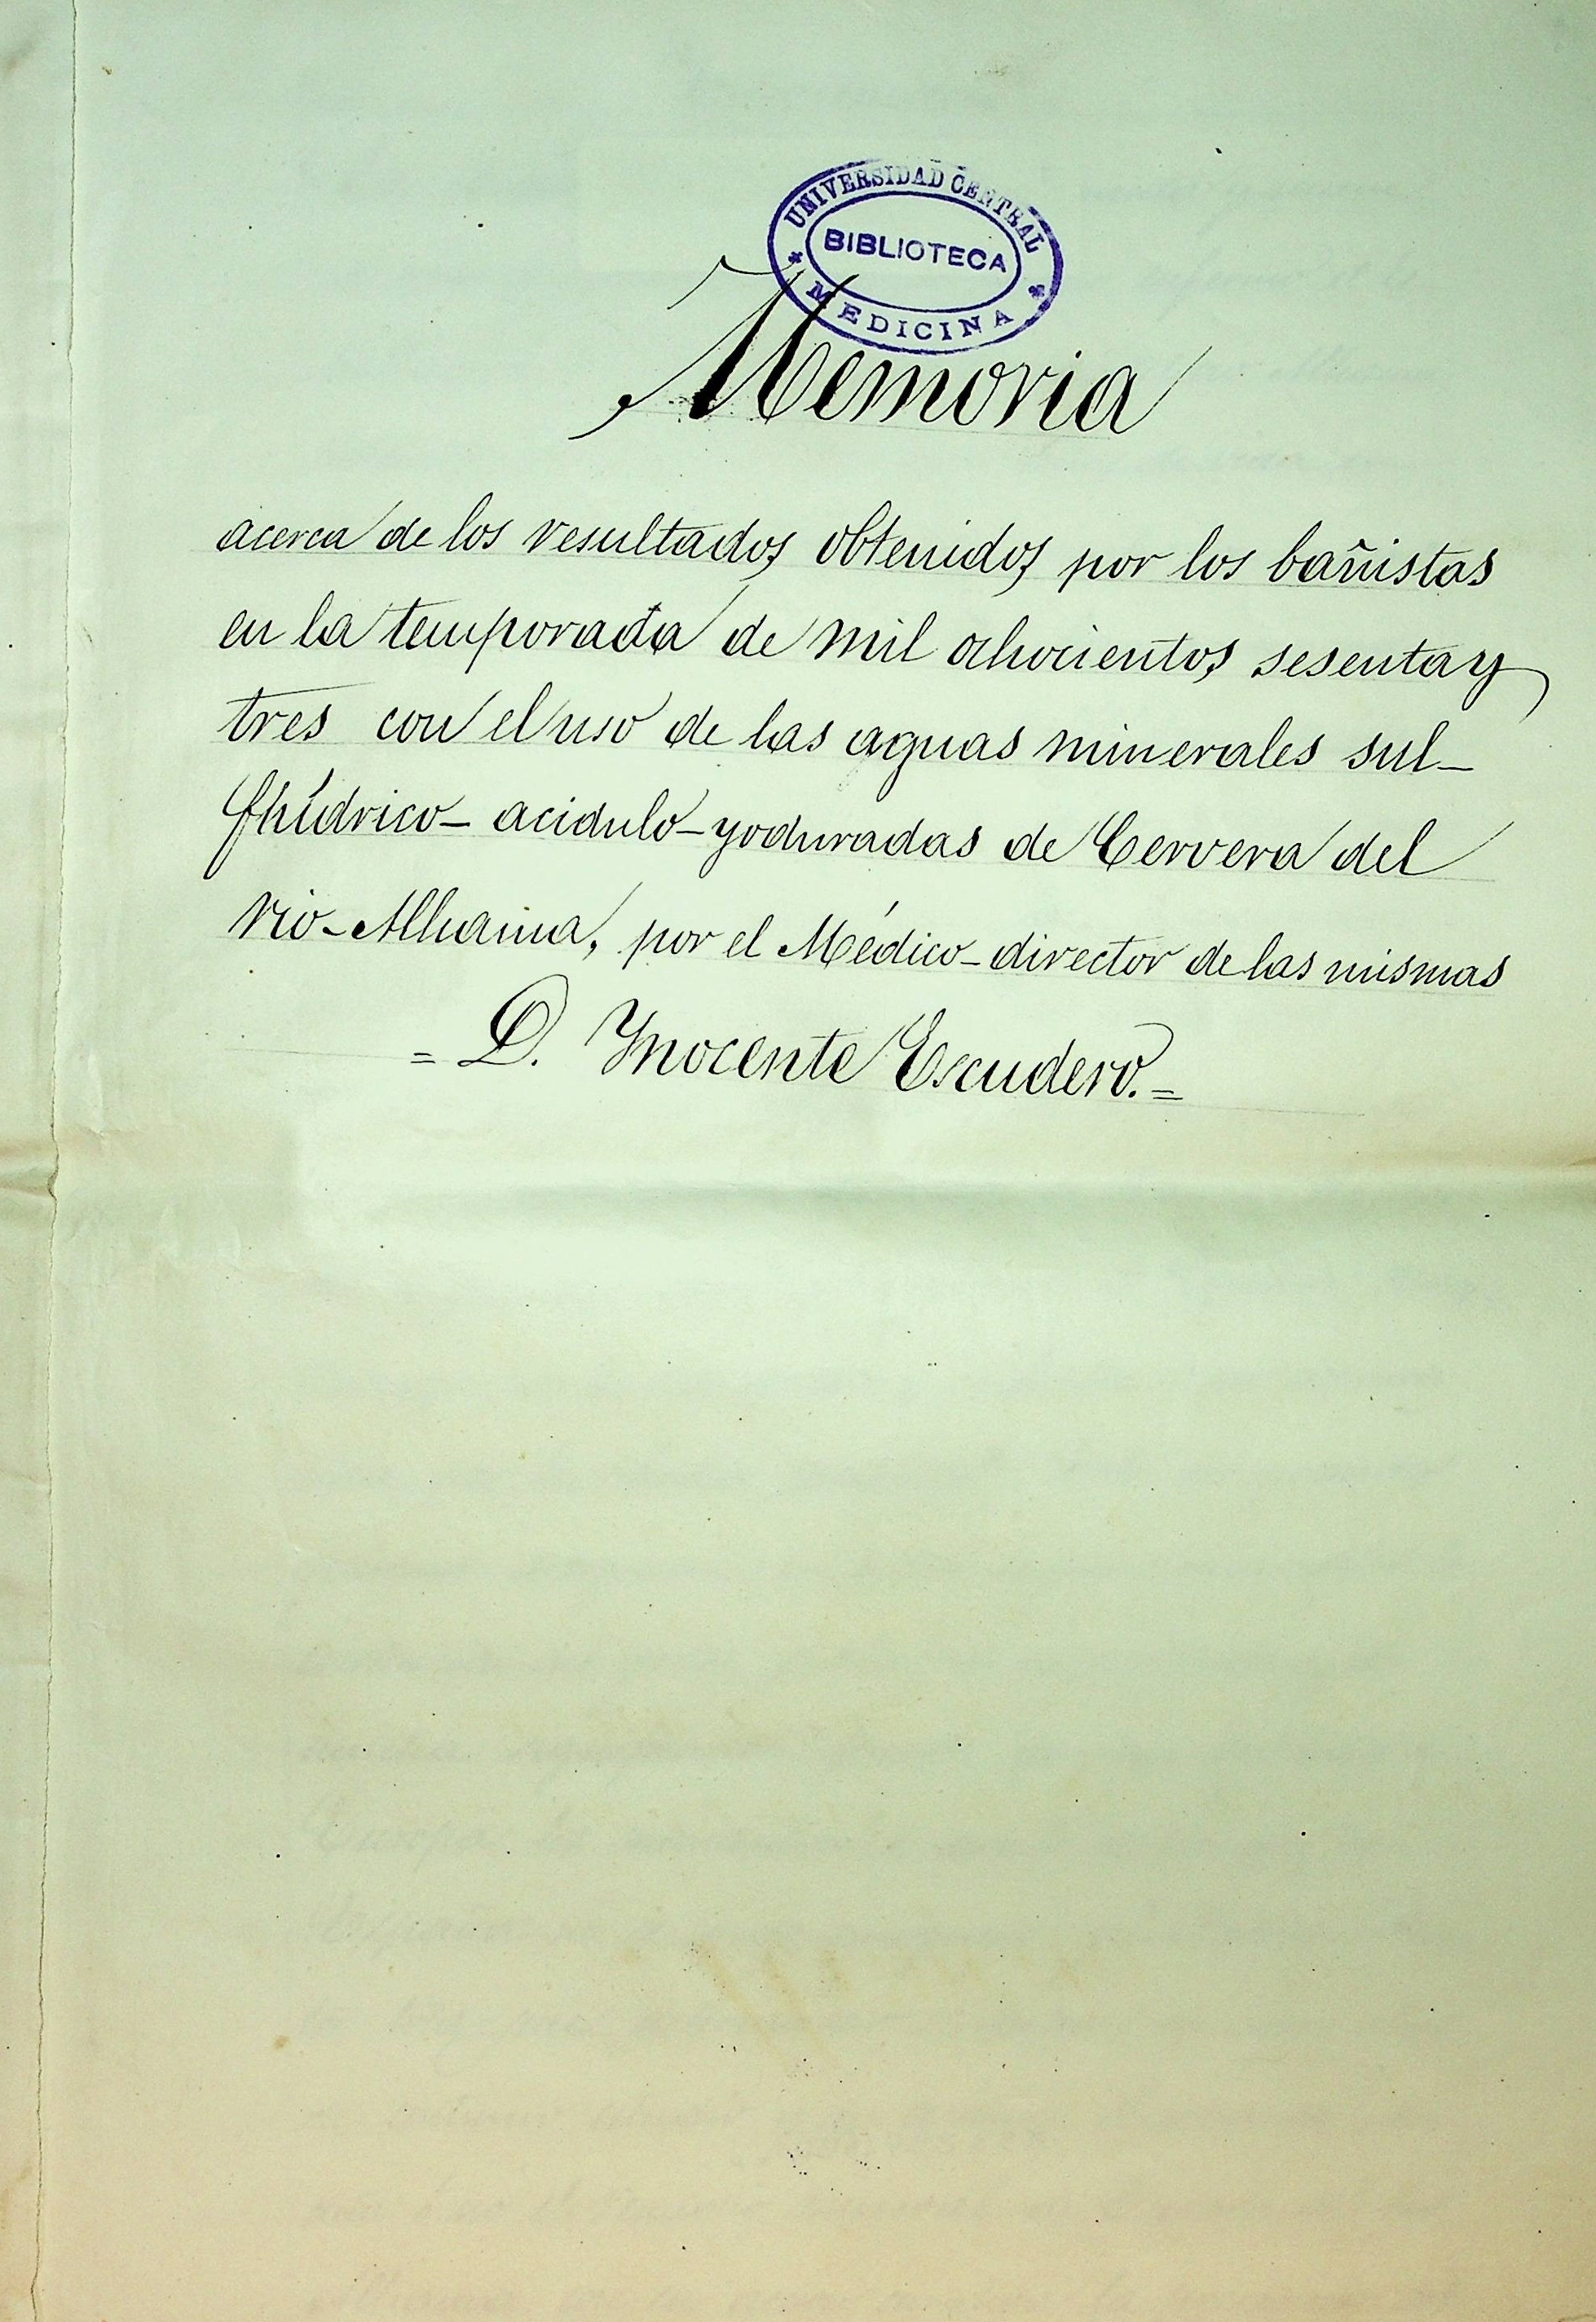 UNIVERSIDAD CENTRAL
BIBLIOTECA
MEDICINA
Memoria
acerca de los resultados obtenidos por los bañistas
en la temporada de mil ochocientos sesenta y
tres con el uso de las aguas minerales sul-
fhídrico-acidulo-yoduradas de Cervera del
rio-Alhama, por el Médico-director de las mismas
= D. Ynocente Escudero. =